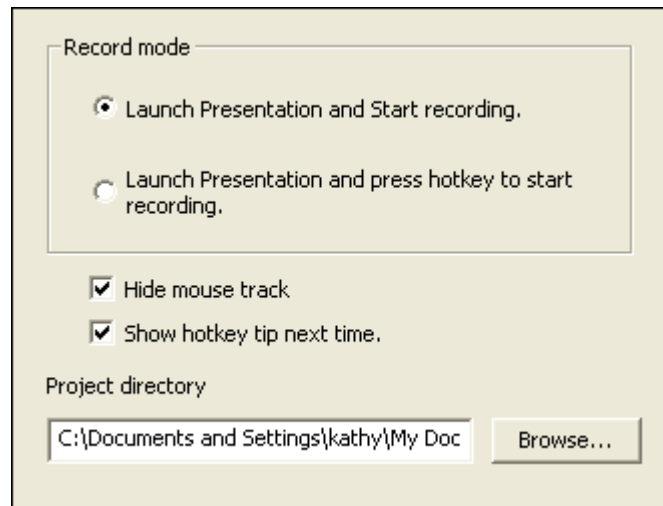 Record mode
Launch Presentation and Start recording.
Launch Presentation and press hotkey to start
recording.
Hide mouse track
Show hotkey tip next time.
Project directory
C:\Documents and Settings\kathy\My Doc
Browse...